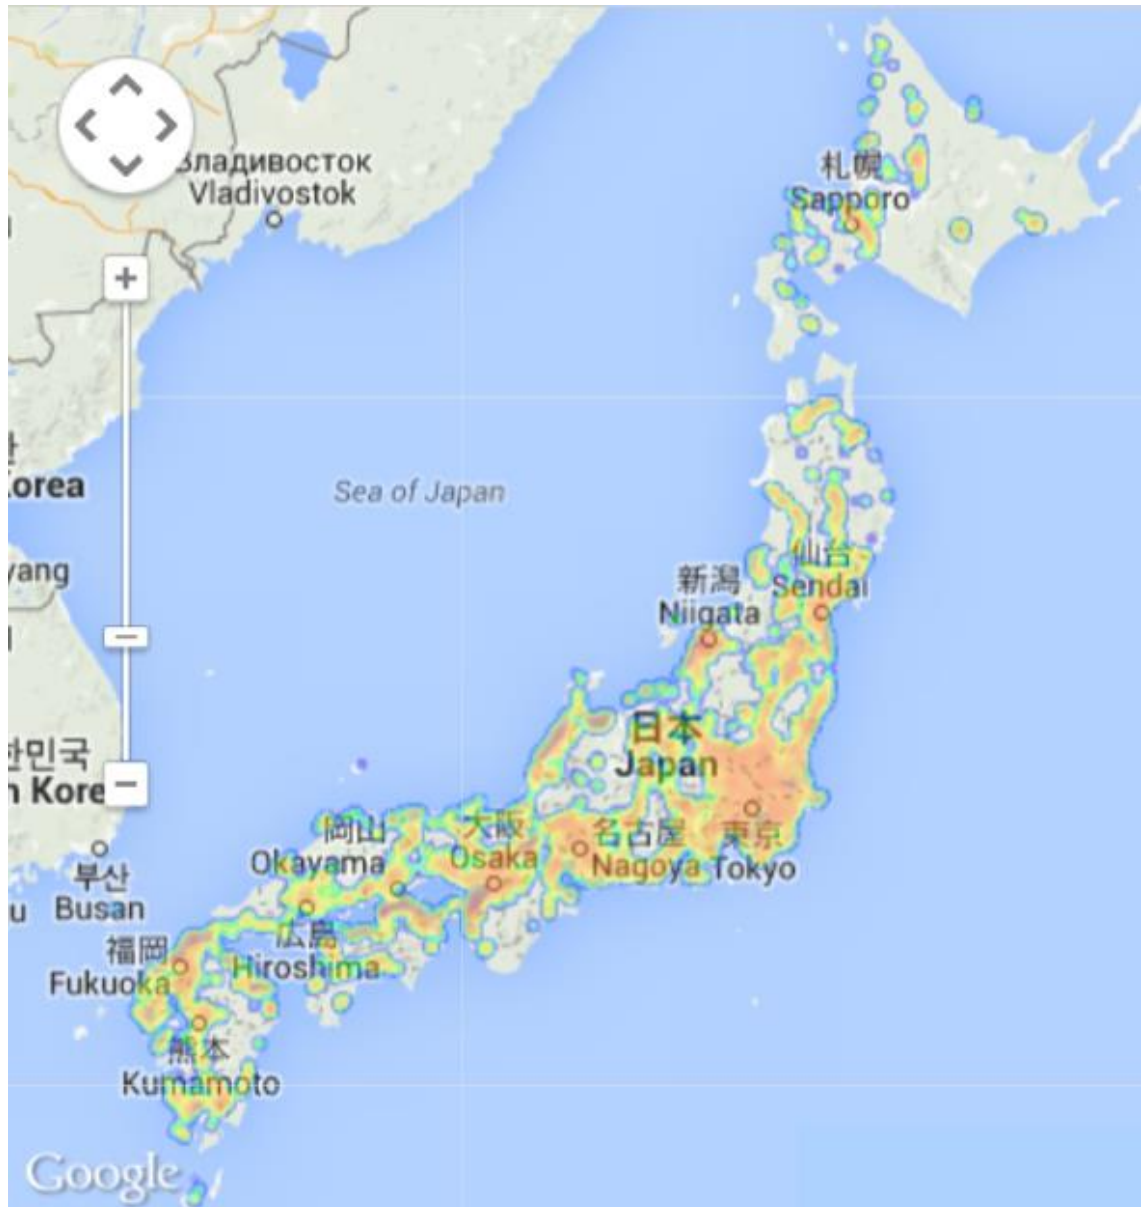 札幌
Sapporo
Владивосток
Vladivostok
Sea of Japan
orea
yang
仙台
Sendai
新潟
Niigata
日本
Japan
한민국
h Kore
岡山
Okayama
大阪
Osaka
名古屋
Nagoya
東京
Tokyo
부산
Busan
u
広島
Hiroshima
福岡
Fukuoka
熊本
Kumamoto
Google